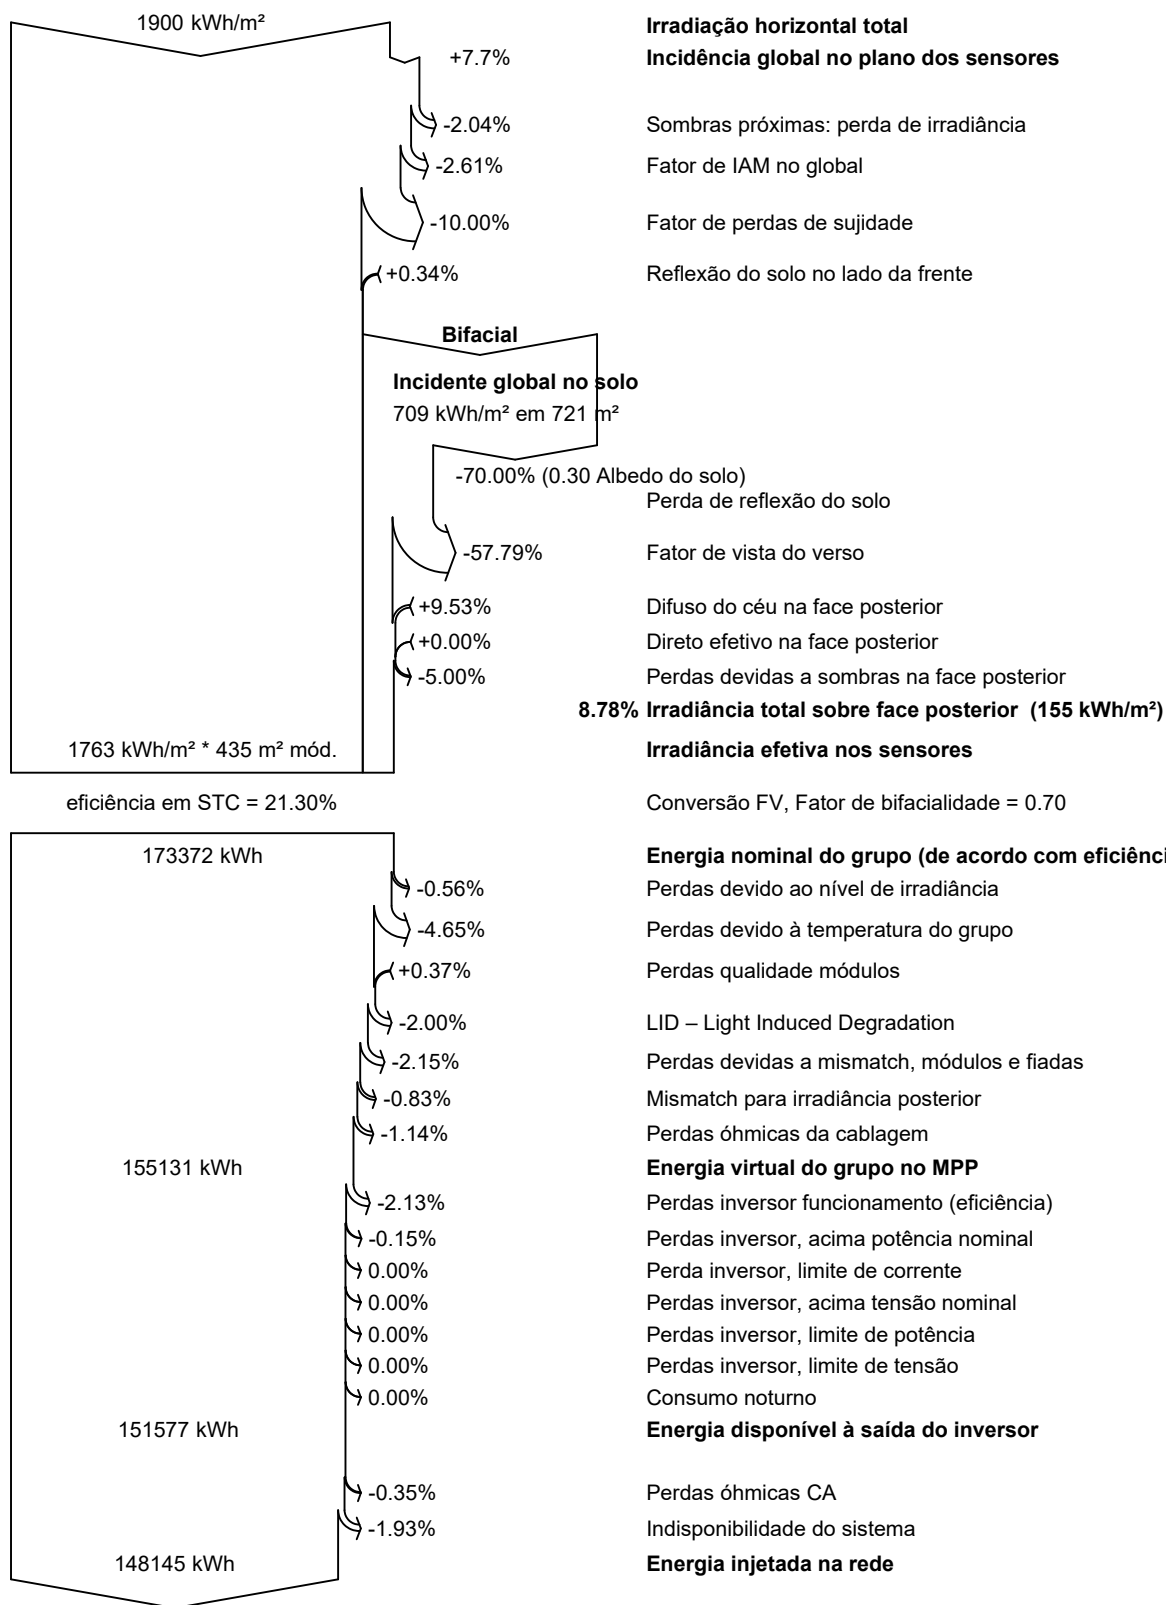 1900 kWh/m² Irradiação horizontal total
+7.7% Incidência global no plano dos sensores
-2.04% Sombras próximas: perda de irradiância
-2.61% Fator de IAM no global
-10.00% Fator de perdas de sujidade
+0.34% Reflexão do solo no lado da frente
Bifacial
Incidente global no solo
709 kWh/m² em 721 m²
-70.00% (0.30 Albedo do solo)
Perda de reflexão do solo
-57.79% Fator de vista do verso
+9.53% Difuso do céu na face posterior
+0.00% Direto efetivo na face posterior
-5.00% Perdas devidas a sombras na face posterior
8.78% Irradiância total sobre face posterior (155 kWh/m²)
1763 kWh/m² * 435 m² mód. Irradiância efetiva nos sensores
eficiência em STC = 21.30% Conversão FV, Fator de bifacialidade = 0.70
173372 kWh Energia nominal do grupo (de acordo com eficiênci
-0.56% Perdas devido ao nível de irradiância
-4.65% Perdas devido à temperatura do grupo
+0.37% Perdas qualidade módulos
-2.00% LID – Light Induced Degradation
-2.15% Perdas devidas a mismatch, módulos e fiadas
-0.83% Mismatch para irradiância posterior
-1.14% Perdas óhmicas da cablagem
155131 kWh Energia virtual do grupo no MPP
-2.13% Perdas inversor funcionamento (eficiência)
-0.15% Perdas inversor, acima potência nominal
0.00% Perda inversor, limite de corrente
0.00% Perdas inversor, acima tensão nominal
0.00% Perdas inversor, limite de potência
0.00% Perdas inversor, limite de tensão
0.00% Consumo noturno
151577 kWh Energia disponível à saída do inversor
-0.35% Perdas óhmicas CA
-1.93% Indisponibilidade do sistema
148145 kWh Energia injetada na rede